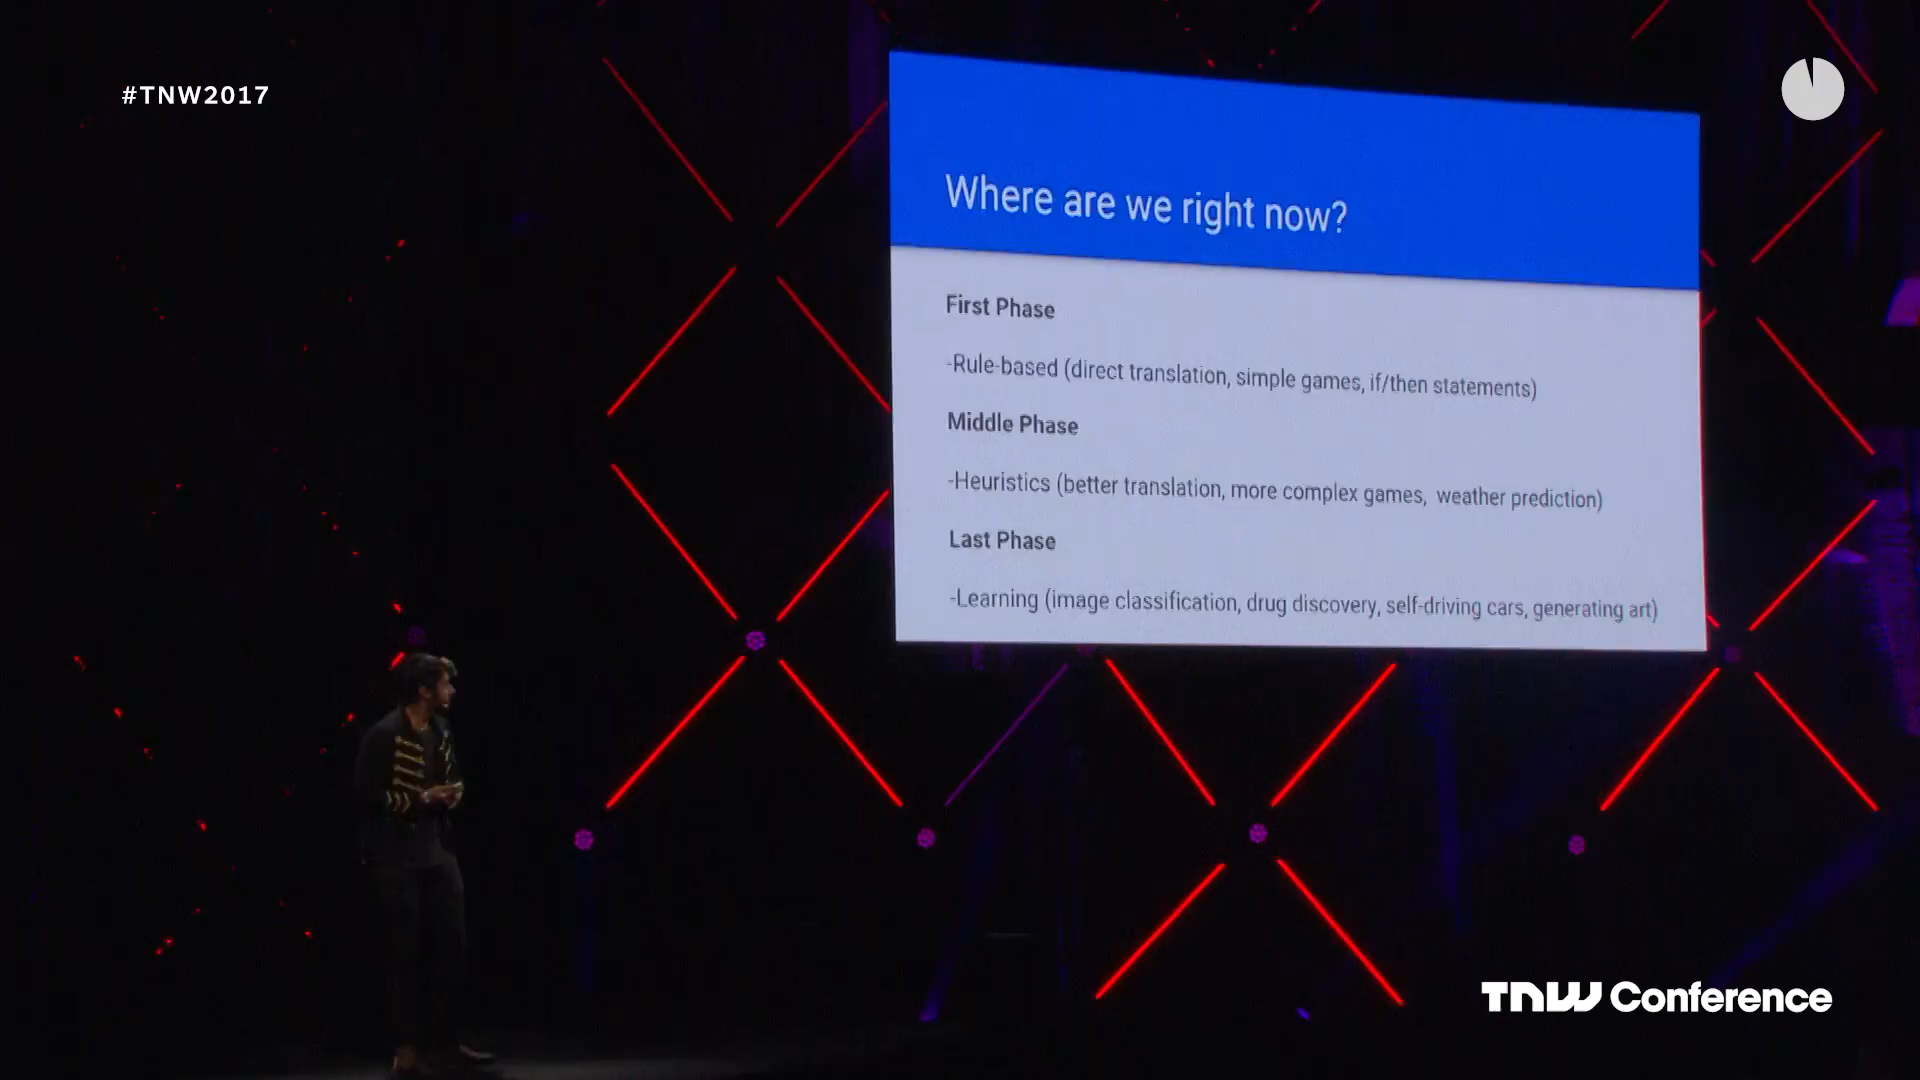 #TNW2017
Where are we right now?
First Phase
-Rule-based (direct translation, simple games, if/then statements)
Middle Phase
-Heuristics (better translation, more complex games, weather prediction)
Last Phase
-Learning (image classification, drug discovery, self-driving cars, generating art)
TNW Conference